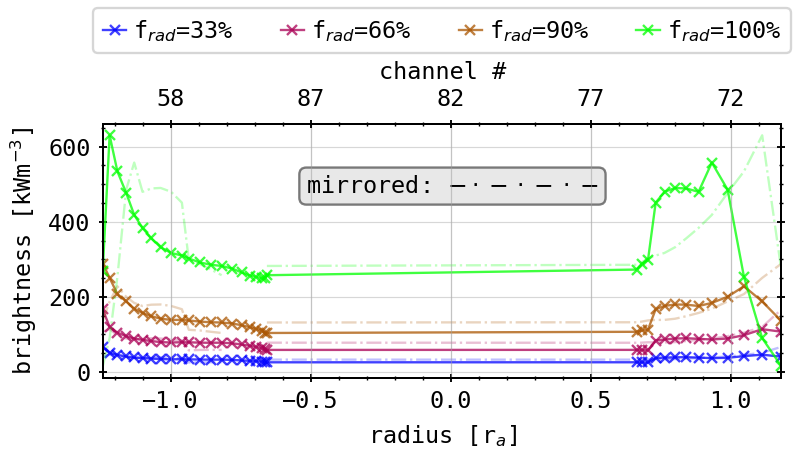 f_rad=33% f_rad=66% f_rad=90% f_rad=100%
channel #
58 87 82 77 72
mirrored: — · — · — · —
brightness [kWm⁻³]
600
400
200
0
−1.0 −0.5 0.0 0.5 1.0
radius [r_a]